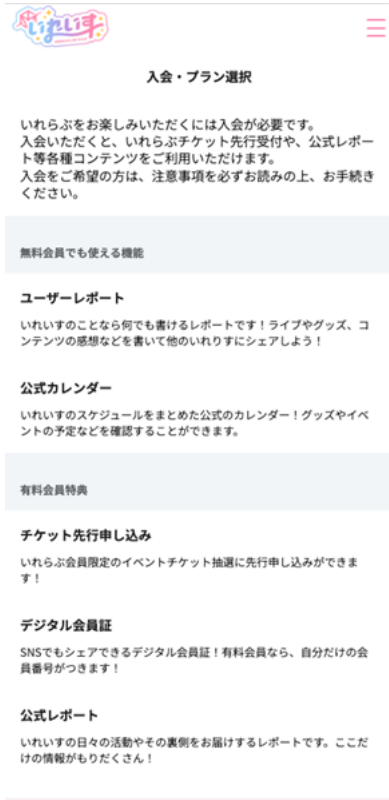 いれいす
入会・プラン選択
いれらぶをお楽しみいただくには入会が必要です。
入会いただくと、いれらぶチケット先行受付や、公式レポー
ト等各種コンテンツをご利用いただけます。
入会をご希望の方は、注意事項を必ずお読みの上、お手続き
ください。
無料会員でも使える機能
ユーザーレポート
いれいすのことなら何でも書けるレポートです！ライブやグッズ、コ
ンテンツの感想などを書いて他のいれりすにシェアしよう！
公式カレンダー
いれいすのスケジュールをまとめた公式のカレンダー！グッズやイベ
ントの予定などを確認することができます。
有料会員特典
チケット先行申し込み
いれらぶ会員限定のイベントチケット抽選に先行申し込みができま
す！
デジタル会員証
SNSでもシェアできるデジタル会員証！有料会員なら、自分だけの会
員番号がつきます！
公式レポート
いれいすの日々の活動やその裏側をお届けするレポートです。ここだ
けの情報がもりだくさん！